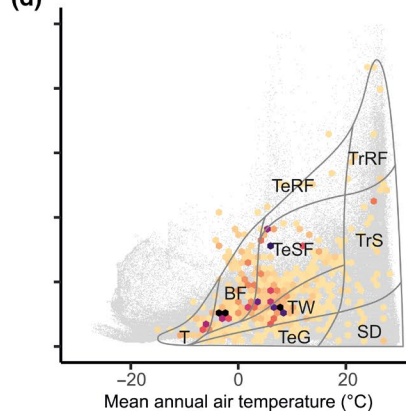 (d)
TrRF
TeRF
TrS
TeSF
BF
TW
T
TeG
SD
−20
0
20
Mean annual air temperature (°C)